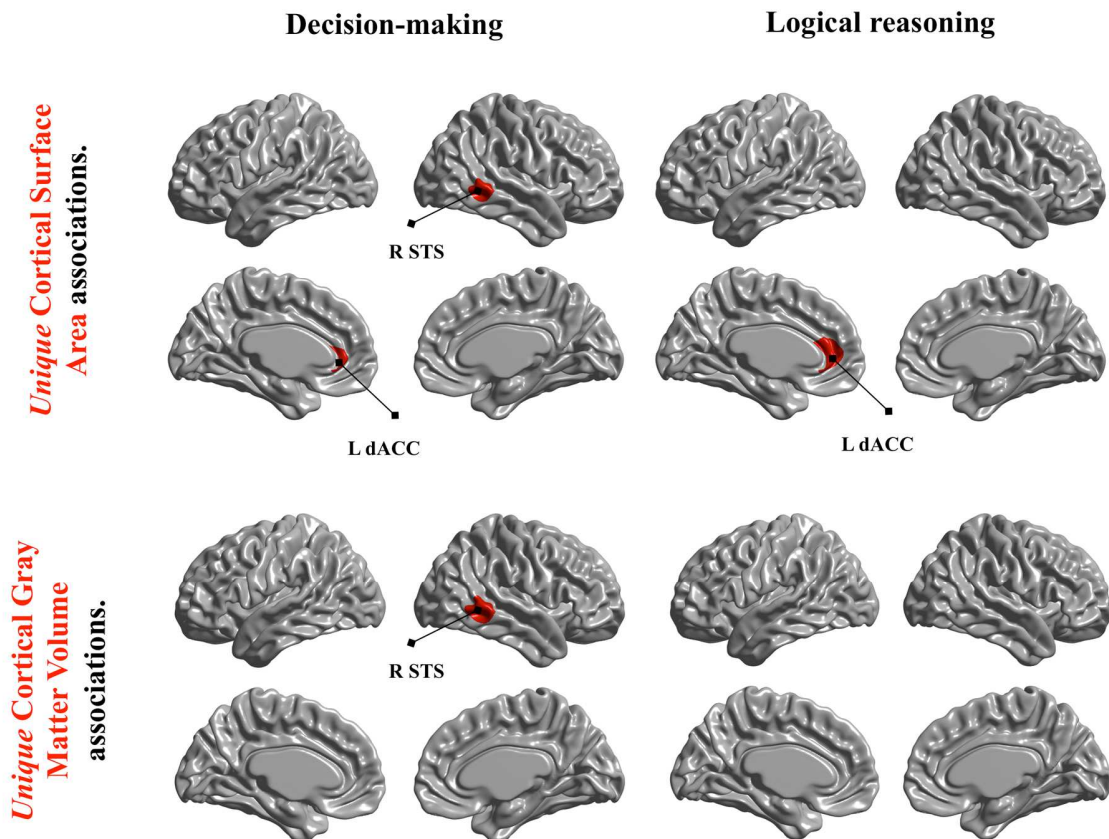 Decision-making
Logical reasoning
Unique Cortical Surface
Area associations.
R STS
L dACC
L dACC
Unique Cortical Gray
Matter Volume
associations.
R STS